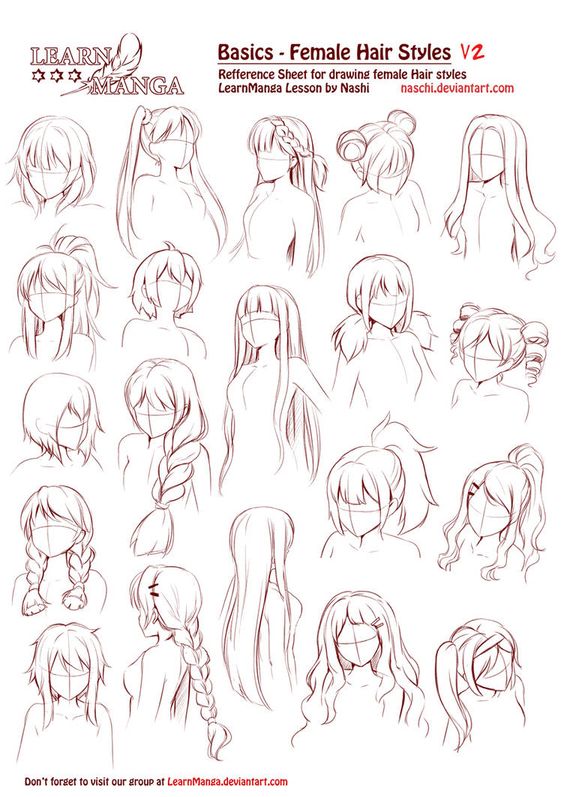 LEARN
MANGA
Basics - Female Hair Styles V2
Refference Sheet for drawing female Hair styles
LearnManga Lesson by Nashi naschi.deviantart.com
Don't forget to visit our group at LearnManga.deviantart.com